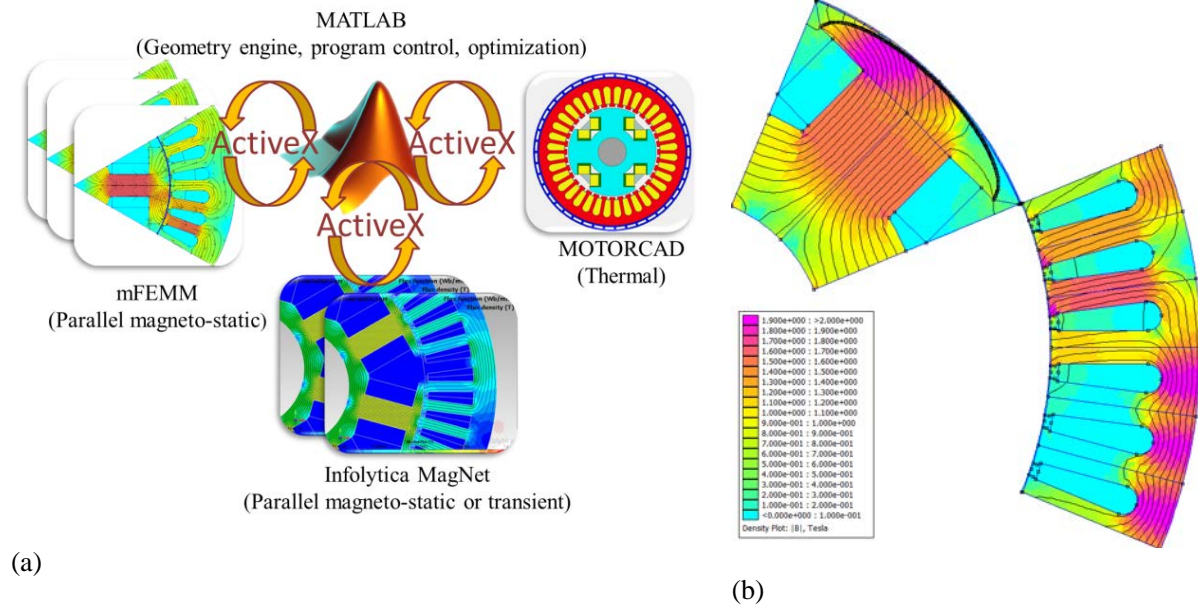 MATLAB
(Geometry engine, program control, optimization)
ActiveX
ActiveX
ActiveX
mFEMM
(Parallel magneto-static)
MOTORCAD
(Thermal)
Flux density (T)
Infolytica MagNet
(Parallel magneto-static or transient)
(a)
1.900e+000 : >2.000e+000
1.800e+000 : 1.900e+000
1.700e+000 : 1.800e+000
1.600e+000 : 1.700e+000
1.500e+000 : 1.600e+000
1.400e+000 : 1.500e+000
1.300e+000 : 1.400e+000
1.200e+000 : 1.300e+000
1.100e+000 : 1.200e+000
1.000e+000 : 1.100e+000
9.000e-001 : 1.000e+000
8.000e-001 : 9.000e-001
7.000e-001 : 8.000e-001
6.000e-001 : 7.000e-001
5.000e-001 : 6.000e-001
4.000e-001 : 5.000e-001
3.000e-001 : 4.000e-001
2.000e-001 : 3.000e-001
1.000e-001 : 2.000e-001
<0.000e+000 : 1.000e-001
Density Plot: |B|, Tesla
(b)